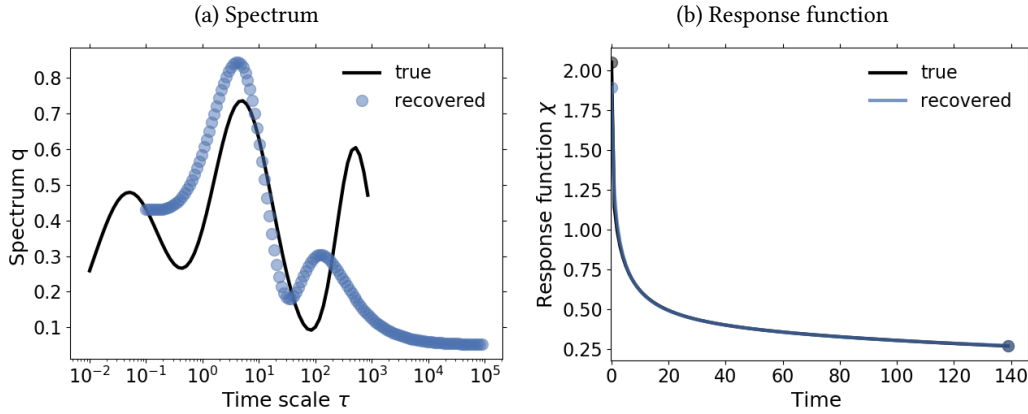 (a) Spectrum
Spectrum q
0.8
0.7
0.6
0.5
0.4
0.3
0.2
0.1
true
recovered
10⁻² 10⁻¹ 10⁰ 10¹ 10² 10³ 10⁴ 10⁵
Time scale τ
(b) Response function
Response function χ
2.00
1.75
1.50
1.25
1.00
0.75
0.50
0.25
true
recovered
0 20 40 60 80 100 120 140
Time